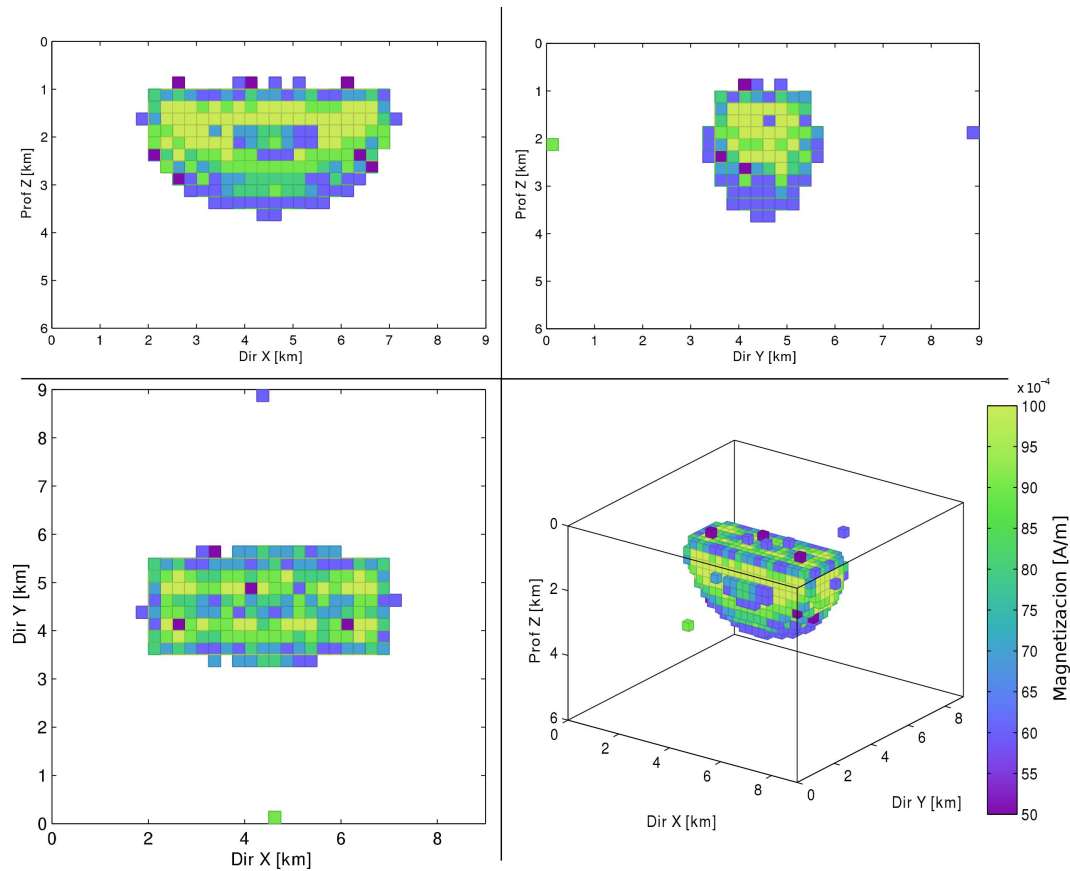 0
1
2
3
4
5
6
Prof Z [km]
0 1 2 3 4 5 6 7 8 9
Dir X [km]
0
1
2
3
4
5
6
Prof Z [km]
0 1 2 3 4 5 6 7 8 9
Dir Y [km]
9
8
7
6
5
4
3
2
1
0
Dir Y [km]
2 4 6 8
Dir X [km]
0
2
4
6
Prof Z [km]
0 2 4 6 8
Dir X [km]
0 2 4 6 8
Dir Y [km]
x 10⁻⁴
100
95
90
85
80
75
70
65
60
55
50
Magnetizacion [A/m]